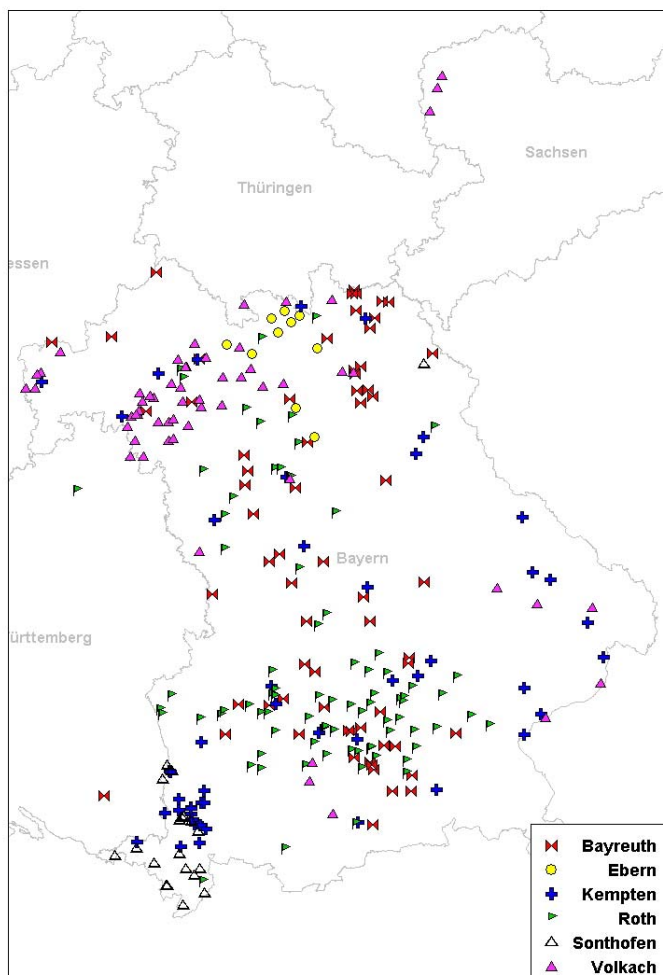 Sachsen
Thüringen
essen
Bayern
ürttemberg
Bayreuth
Ebern
Kempten
Roth
Sonthofen
Volkach